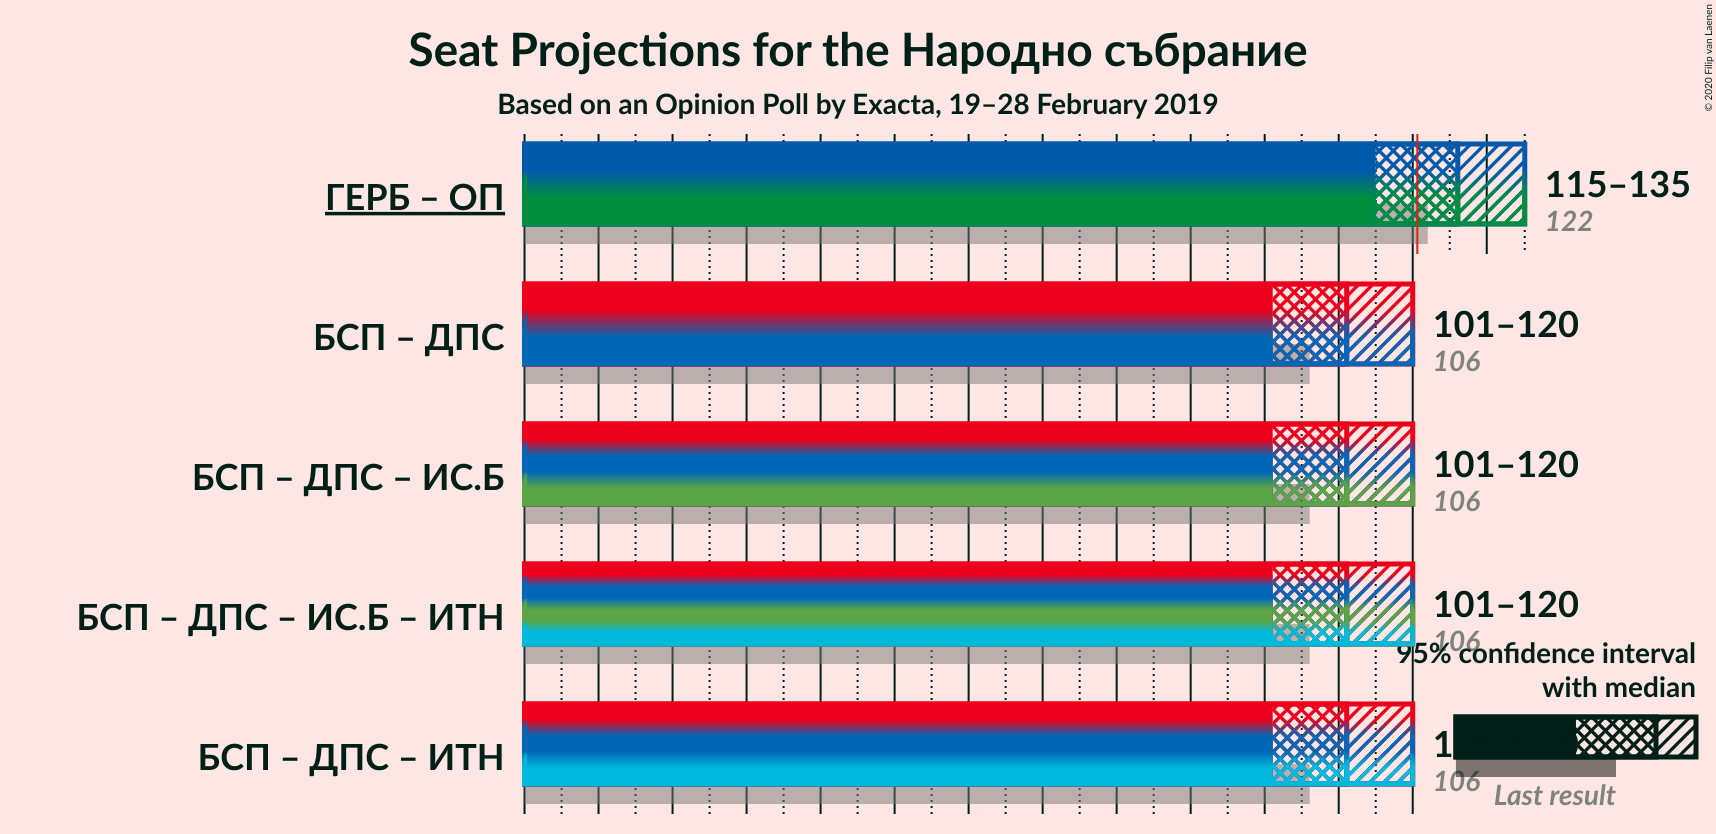 Seat Projections for the Народно събрание
Based on an Opinion Poll by Exacta, 19–28 February 2019
© 2020 Filip van Laenen
ГЕРБ – ОП
115–135
122
БСП – ДПС
101–120
106
БСП – ДПС – ИС.Б
101–120
106
БСП – ДПС – ИС.Б – ИТН
101–120
106
95% confidence interval
with median
БСП – ДПС – ИТН
106
Last result